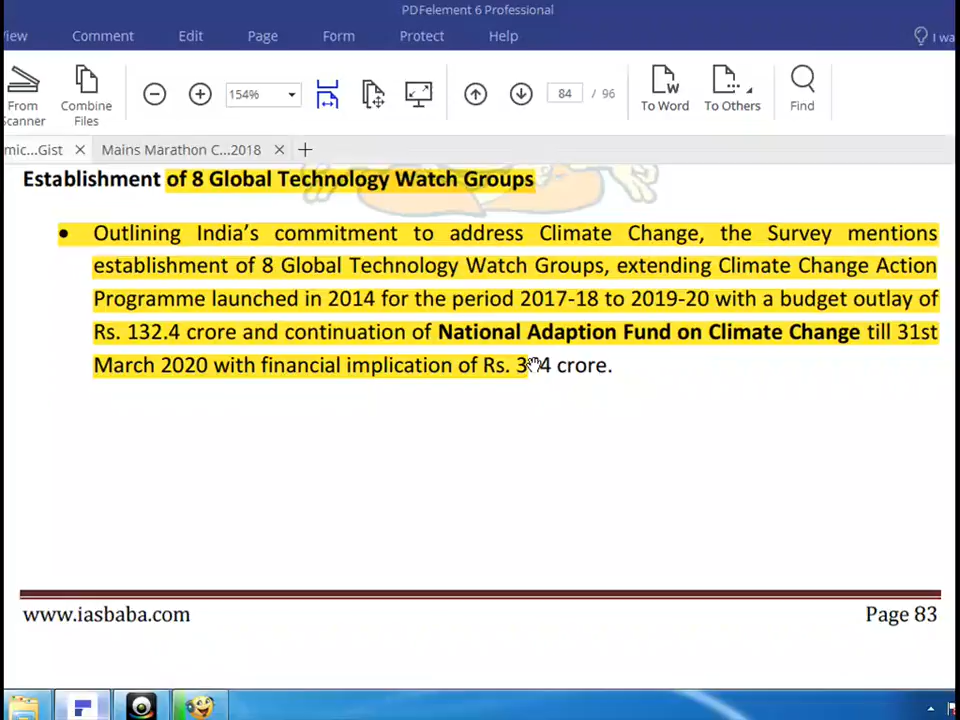 PDFelement 6 Professional
View Comment Edit Page Form Protect Help I wa
From Scanner
Combine Files
154%
84 / 96
To Word
To Others
Find
mic...Gist Mains Marathon C...2018
Establishment of 8 Global Technology Watch Groups
• Outlining India's commitment to address Climate Change, the Survey mentions
establishment of 8 Global Technology Watch Groups, extending Climate Change Action
Programme launched in 2014 for the period 2017-18 to 2019-20 with a budget outlay of
Rs. 132.4 crore and continuation of National Adaption Fund on Climate Change till 31st
March 2020 with financial implication of Rs. crore.
www.iasbaba.com Page 83